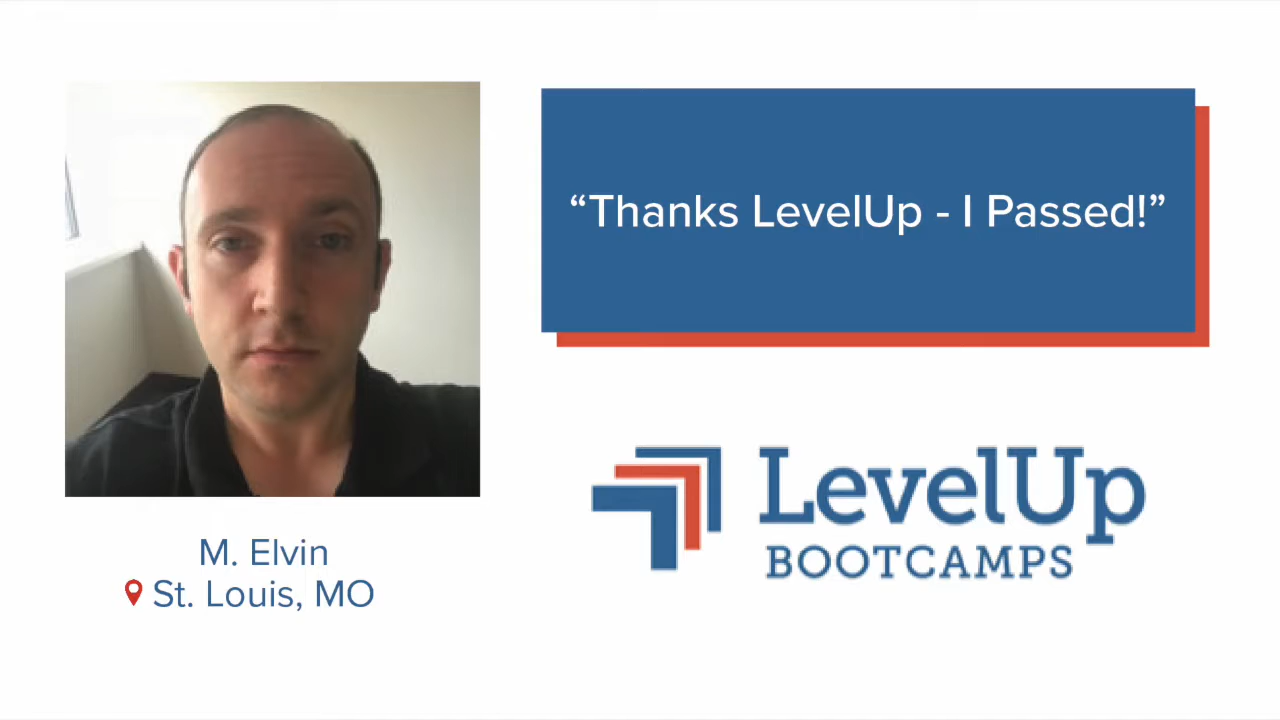 “Thanks LevelUp - I Passed!”
LevelUp
BOOTCAMPS
M. Elvin
St. Louis, MO